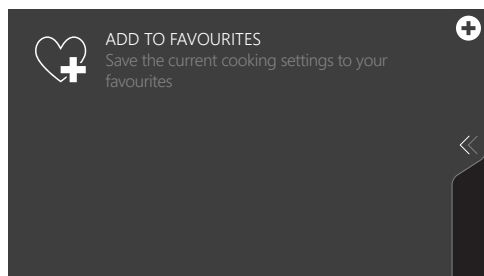 ADD TO FAVOURITES
Save the current cooking settings to your
favourites